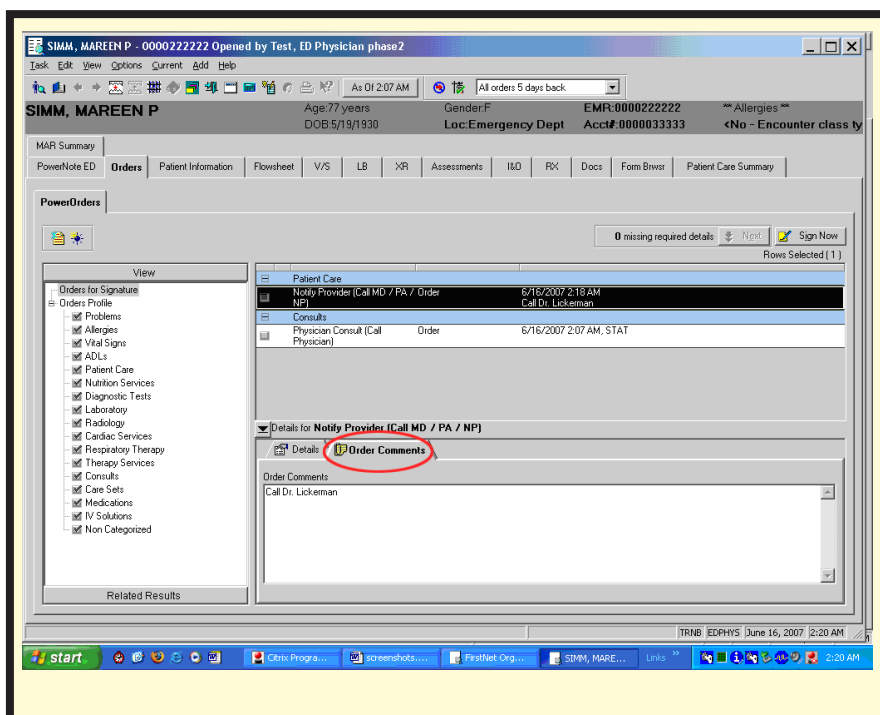 SIMM, MAREEN P - 0000222222 Opened by Test, ED Physician phase2
Task Edit View Options Current Add Help
As Of 2:07 AM All orders 5 days back
SIMM, MAREEN P Age:77 years Gender:F EMR:0000222222 ** Allergies **
DOB:5/19/1930 Loc:Emergency Dept Acct#:0000033333 <No - Encounter class ty
MAR Summary
PowerNote ED Orders Patient Information Flowsheet V/S LB XR Assessments I&O RX Docs Form Brwsr Patient Care Summary
PowerOrders
0 missing required details Next Sign Now
Rows Selected ( 1 )
View
Orders for Signature
Orders Profile
Problems
Allergies
Vital Signs
ADLs
Patient Care
Nutrition Services
Diagnostic Tests
Laboratory
Radiology
Cardiac Services
Respiratory Therapy
Therapy Services
Consults
Care Sets
Medications
IV Solutions
Non Categorized
Related Results
Patient Care
Notify Provider (Call MD / PA / Order 6/16/2007 2:18 AM
NP) Call Dr. Lickerman
Consults
Physician Consult (Call Order 6/16/2007 2:07 AM, STAT
Physician)
Details for Notify Provider (Call MD / PA / NP)
Details Order Comments
Order Comments
Call Dr. Lickerman
TRNB EDPHYS June 16, 2007 2:20 AM
start Citrix Progra... screenshots.... FirstNet Org... SIMM, MARE... Links » 2:20 AM